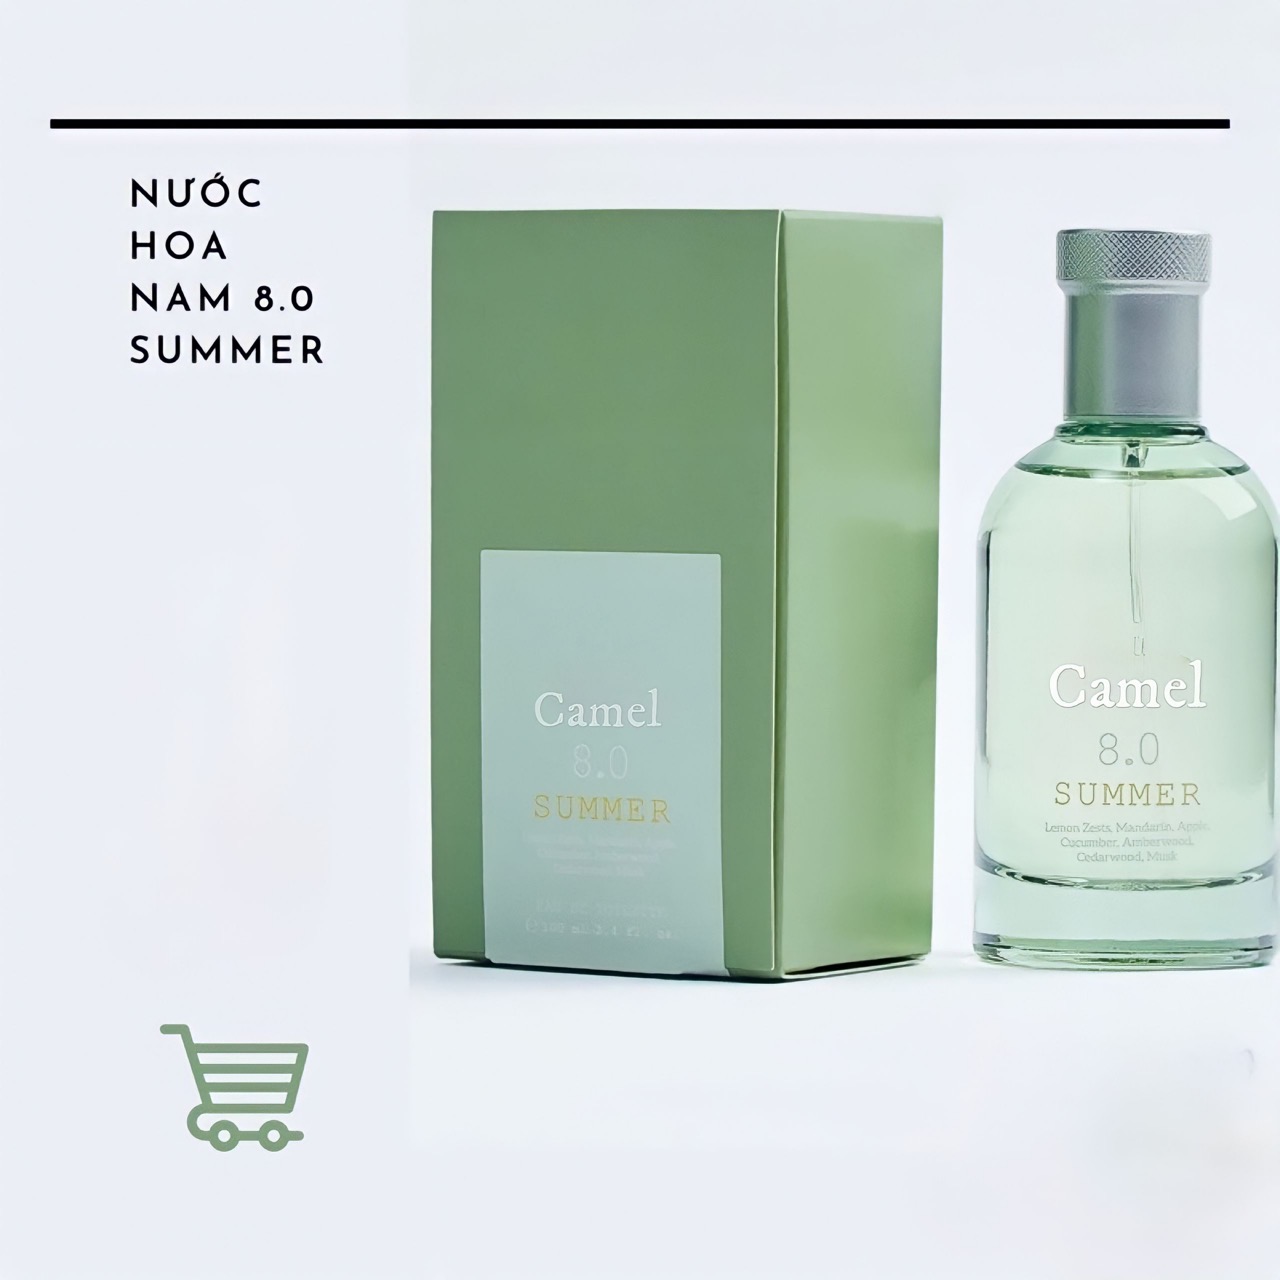 NƯỚC
HOA
NAM 8.0
SUMMER
Camel
8.0
SUMMER
Camel
8.0
SUMMER
Lemon Zests, Mandarin, Apple,
Cucumber, Amberwood,
Cedarwood, Musk